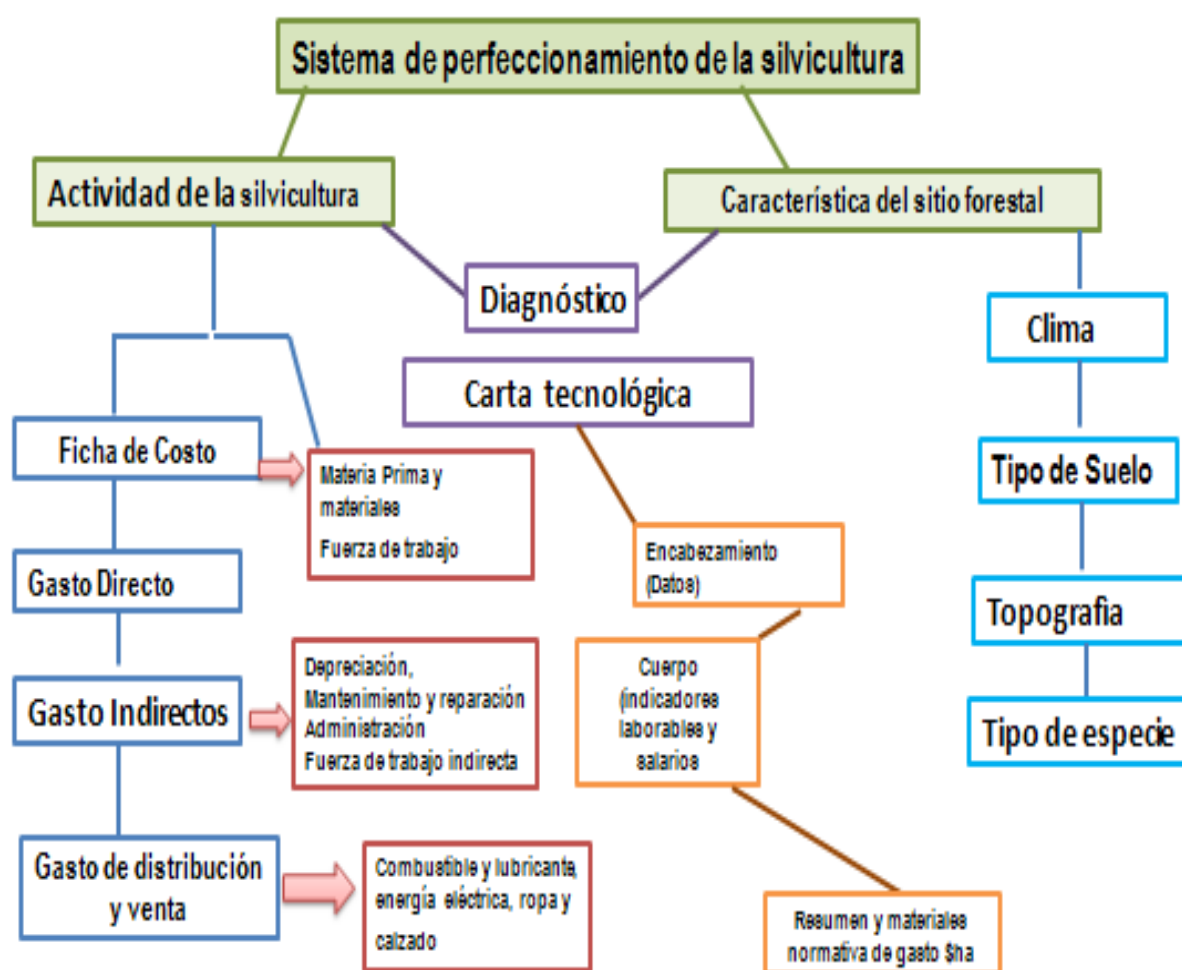 Sistema de perfeccionamiento de la silvicultura
Actividad de la silvicultura
Característica del sitio forestal
Diagnóstico
Clima
Carta tecnológica
Ficha de Costo
Materia Prima y
materiales
Fuerza de trabajo
Tipo de Suelo
Encabezamiento
(Datos)
Gasto Directo
Topografia
Cuerpo
(indicadores
laborables y
salarios
Depreciación,
Mantenimiento y reparación
Administración
Fuerza de trabajo indirecta
Gasto Indirectos
Tipo de especie
Gasto de distribución
y venta
Combustible y lubricante,
energía eléctrica, ropa y
calzado
Resumen y materiales
normativa de gasto $ha